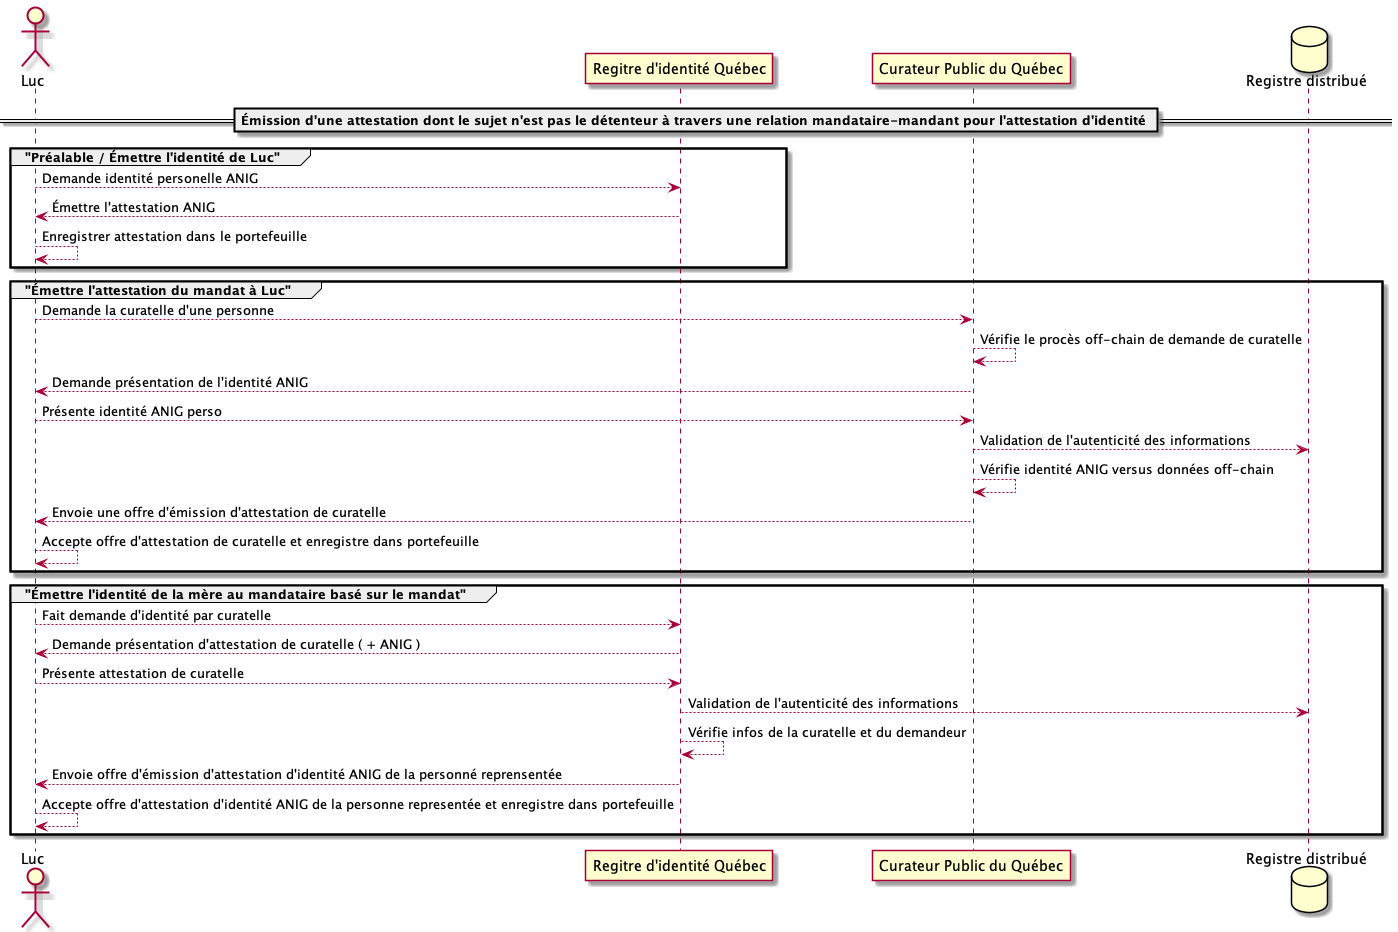 Luc
Regitre d'identité Québec
Curateur Public du Québec
Registre distribué
Émission d'une attestation dont le sujet n'est pas le détenteur à travers une relation mandataire-mandant pour l'attestation d'identité
"Préalable / Émettre l'identité de Luc"
Demande identité personelle ANIG
Émettre l'attestation ANIG
Enregistrer attestation dans le portefeuille
"Émettre l'attestation du mandat à Luc"
Demande la curatelle d'une personne
Vérifie le procès off-chain de demande de curatelle
Demande présentation de l'identité ANIG
Présente identité ANIG perso
Validation de l'autenticité des informations
Vérifie identité ANIG versus données off-chain
Envoie une offre d'émission d'attestation de curatelle
Accepte offre d'attestation de curatelle et enregistre dans portefeuille
"Émettre l'identité de la mère au mandataire basé sur le mandat"
Fait demande d'identité par curatelle
Demande présentation d'attestation de curatelle ( + ANIG )
Présente attestation de curatelle
Validation de l'autenticité des informations
Vérifie infos de la curatelle et du demandeur
Envoie offre d'émission d'attestation d'identité ANIG de la personné reprensentée
Accepte offre d'attestation d'identité ANIG de la personne representée et enregistre dans portefeuille
Luc
Regitre d'identité Québec
Curateur Public du Québec
Registre distribué